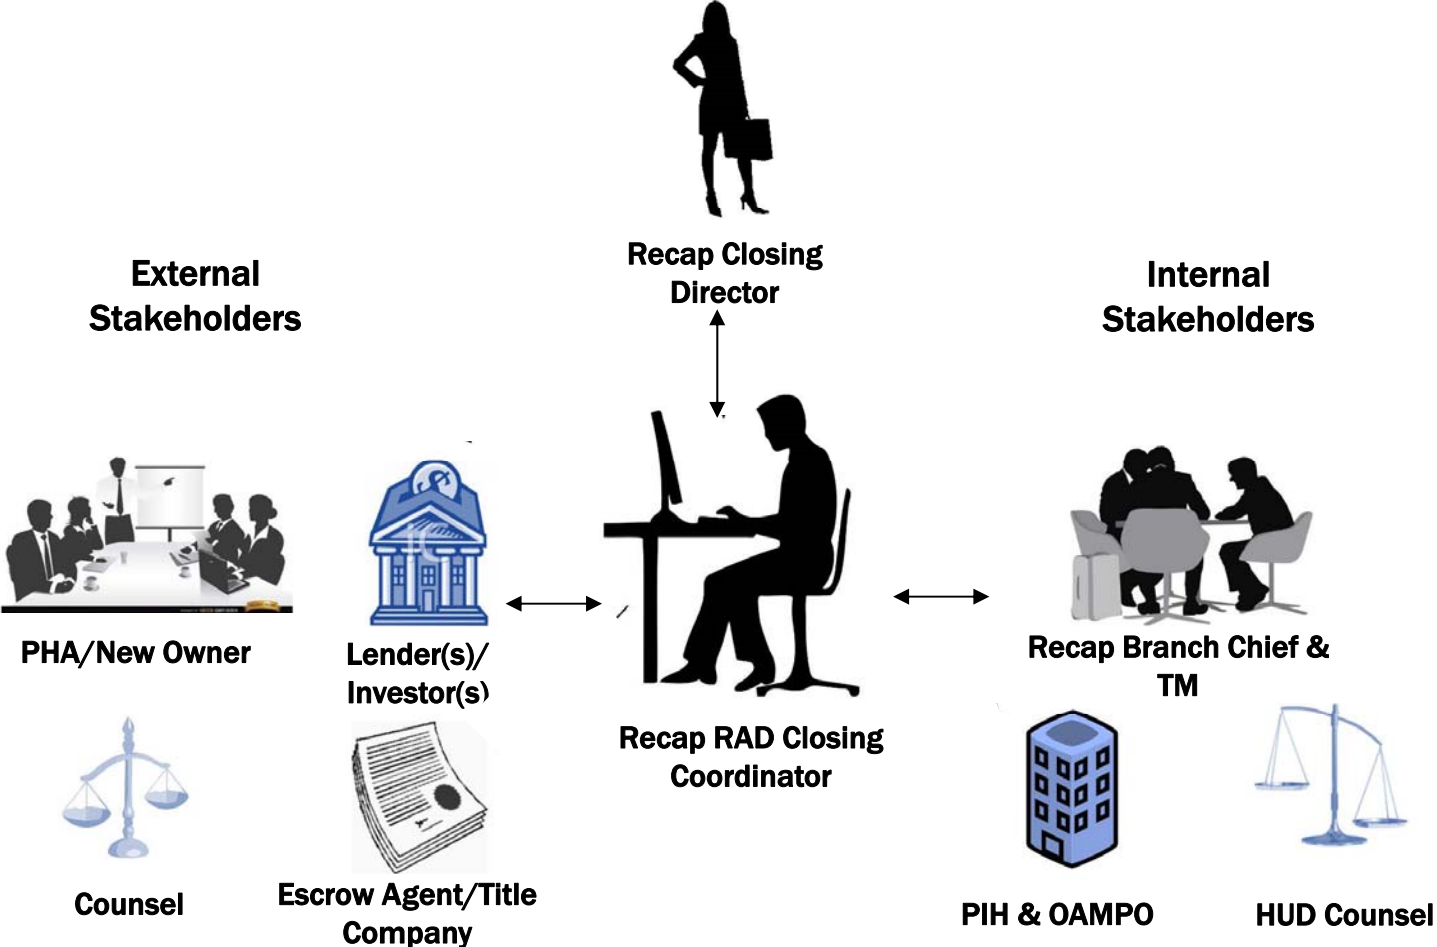 Recap Closing
Director
External
Stakeholders
Internal
Stakeholders
PHA/New Owner
Lender(s)/
Investor(s)
Recap RAD Closing
Coordinator
Recap Branch Chief &
TM
Counsel
Escrow Agent/Title
Company
PIH & OAMPO
HUD Counsel